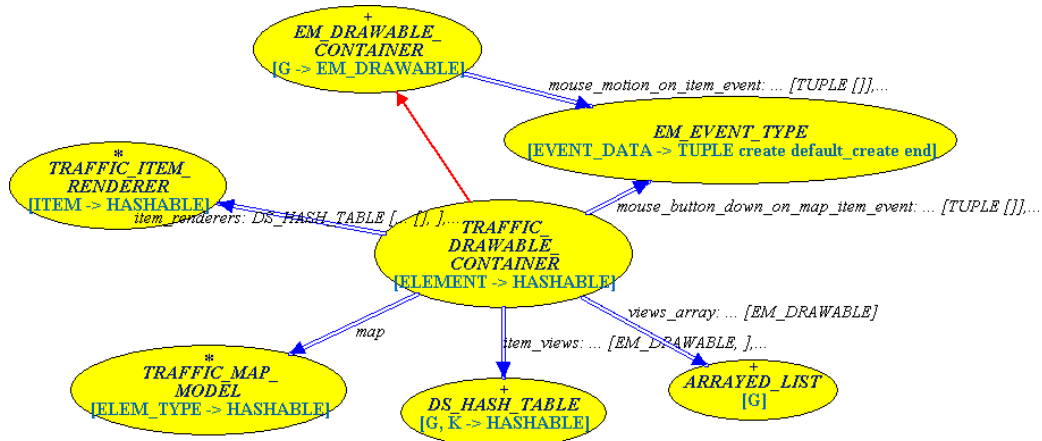 +
EM_DRAWABLE_
CONTAINER
[G -> EM_DRAWABLE]
mouse_motion_on_item_event: ... [TUPLE []],...
EM_EVENT_TYPE
[EVENT_DATA -> TUPLE create default_create end]
*
TRAFFIC_ITEM_
RENDERER
[ITEM -> HASHABLE]
item_renderers: DS_HASH_TABLE [... [], ],...
mouse_button_down_on_map_item_event: ... [TUPLE []],...
TRAFFIC_
DRAWABLE_
CONTAINER
[ELEMENT -> HASHABLE]
views_array: ... [EM_DRAWABLE]
map
item_views: ... [EM_DRAWABLE, ],...
*
TRAFFIC_MAP_
MODEL
[ELEM_TYPE -> HASHABLE]
+
DS_HASH_TABLE
[G, K -> HASHABLE]
+
ARRAYED_LIST
[G]